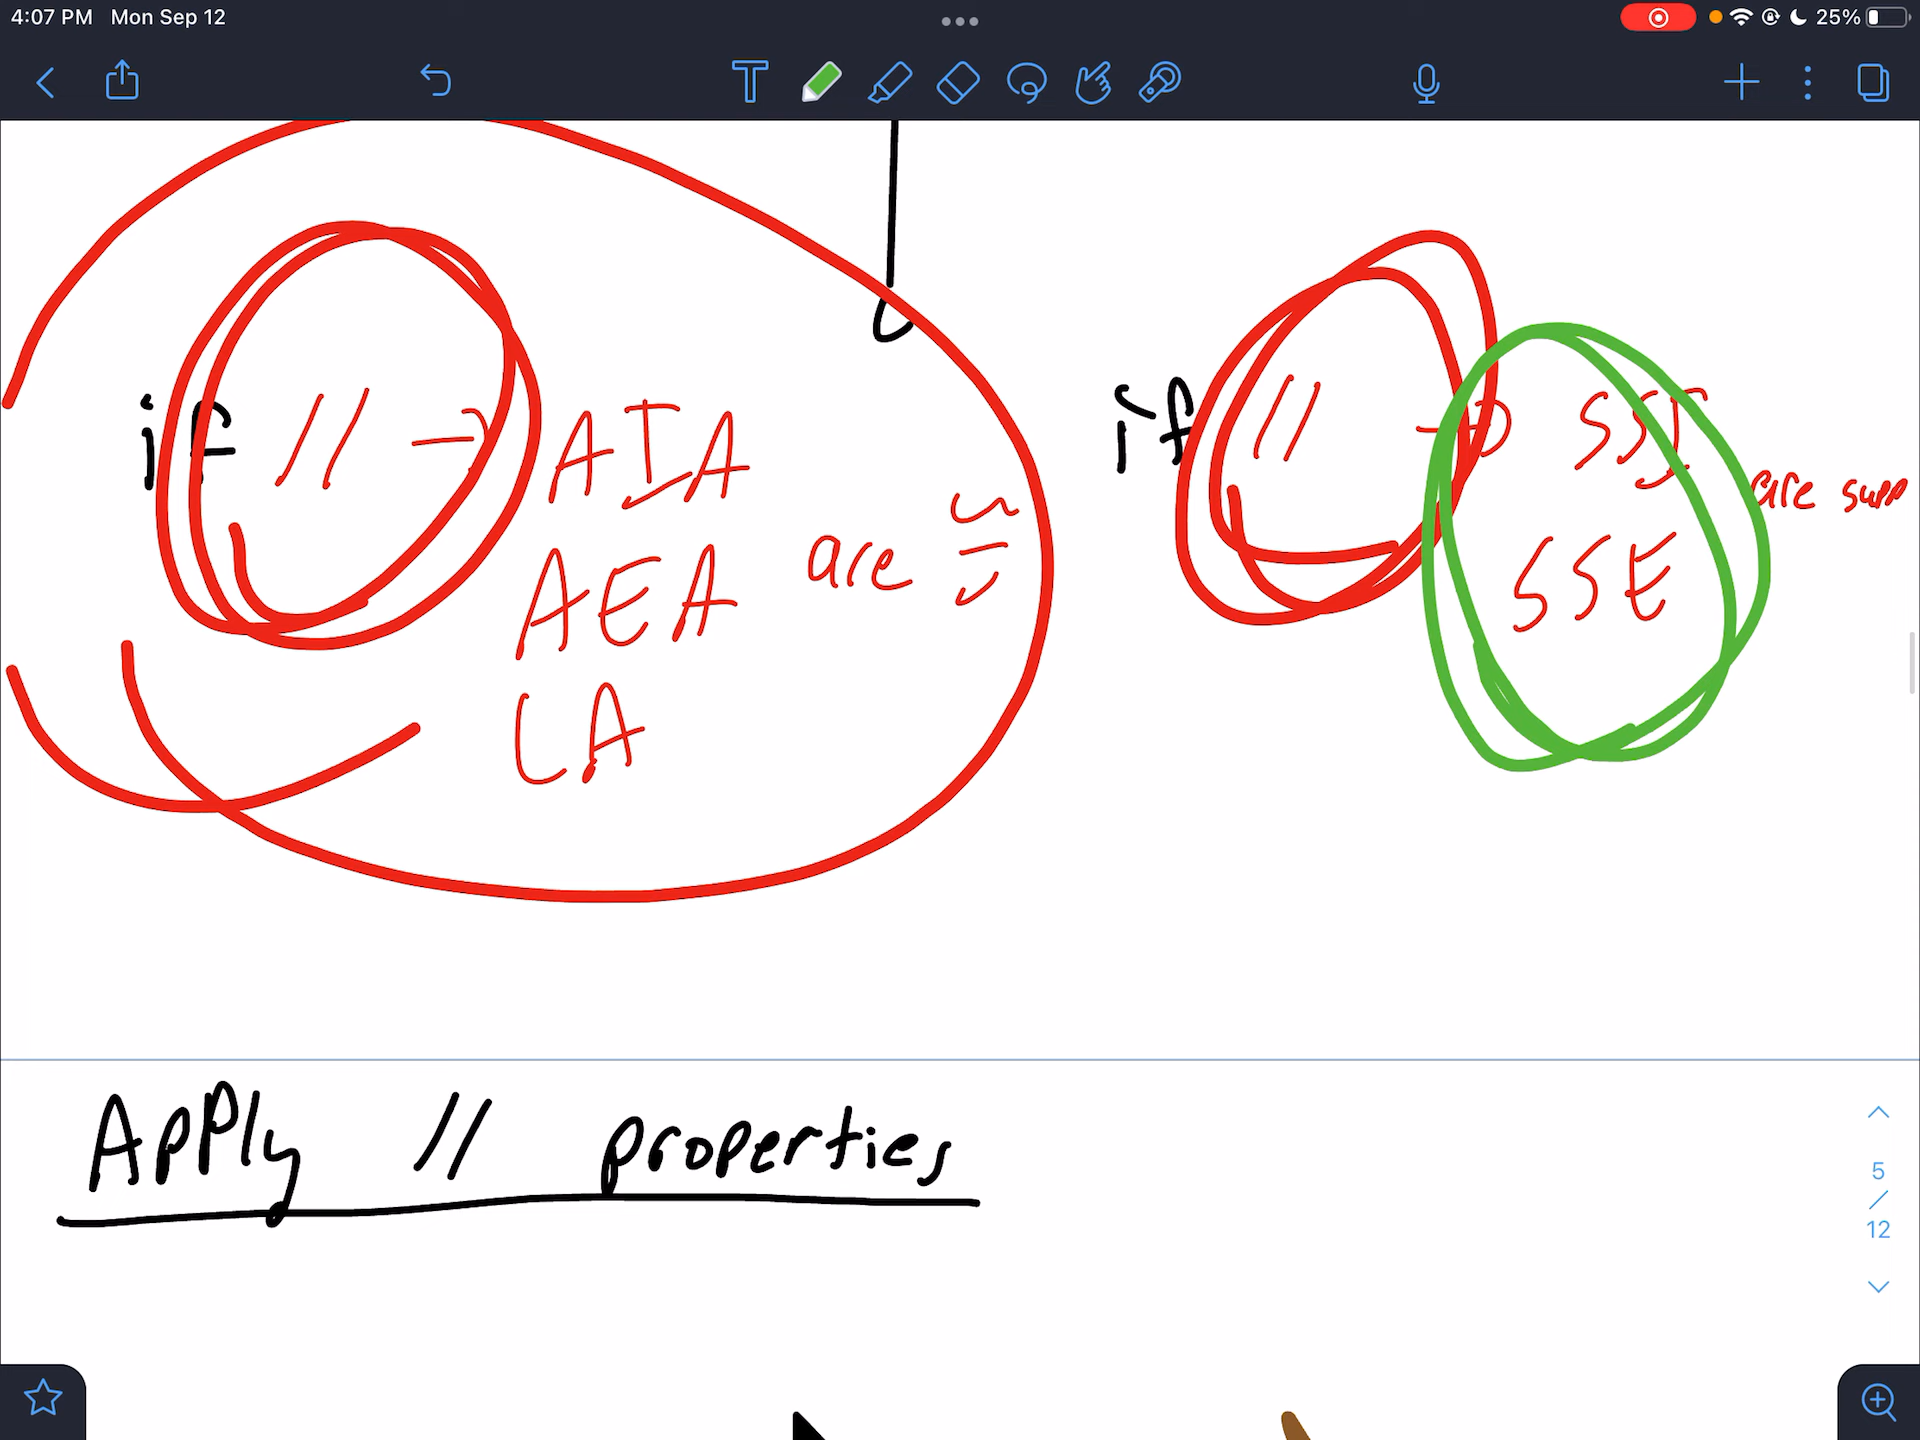 4:07 PM Mon Sep 12
25%
if // → AIA
AEA are ≅
LA
if // → SSI
are supp
SSE
Apply // properties
5
/
12